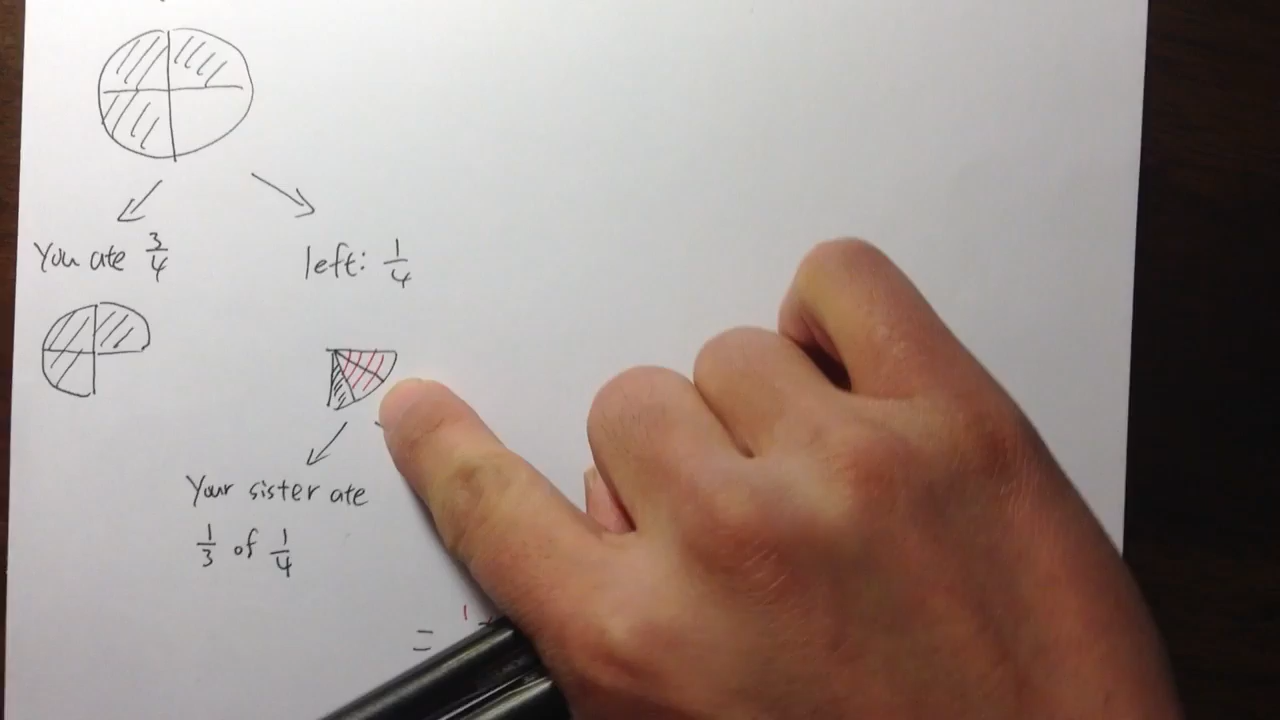 You ate 3/4
left: 1/4
Your sister ate
1/3 of 1/4
=